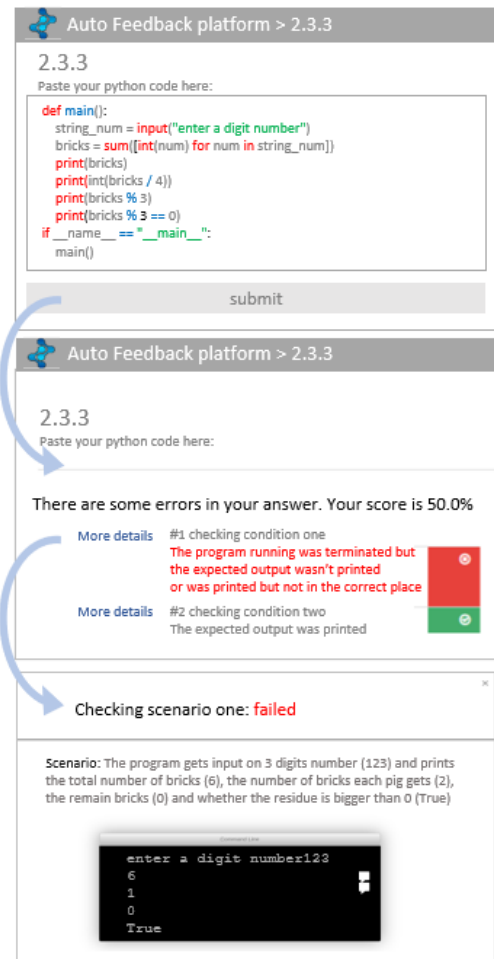 Auto Feedback platform > 2.3.3
2.3.3
Paste your python code here:
def main():
string_num = input("enter a digit number")
bricks = sum([int(num) for num in string_num])
print(bricks)
print(int(bricks / 4))
print(bricks % 3)
print(bricks % 3 == 0)
if __name__ == "__main__":
main()
submit
Auto Feedback platform > 2.3.3
2.3.3
Paste your python code here:
There are some errors in your answer. Your score is 50.0%
More details #1 checking condition one
The program running was terminated but
the expected output wasn't printed
or was printed but not in the correct place
More details #2 checking condition two
The expected output was printed
Checking scenario one: failed
Scenario: The program gets input on 3 digits number (123) and prints
the total number of bricks (6), the number of bricks each pig gets (2),
the remain bricks (0) and whether the residue is bigger than 0 (True)
Command Line
enter a digit number123
6
1
0
True